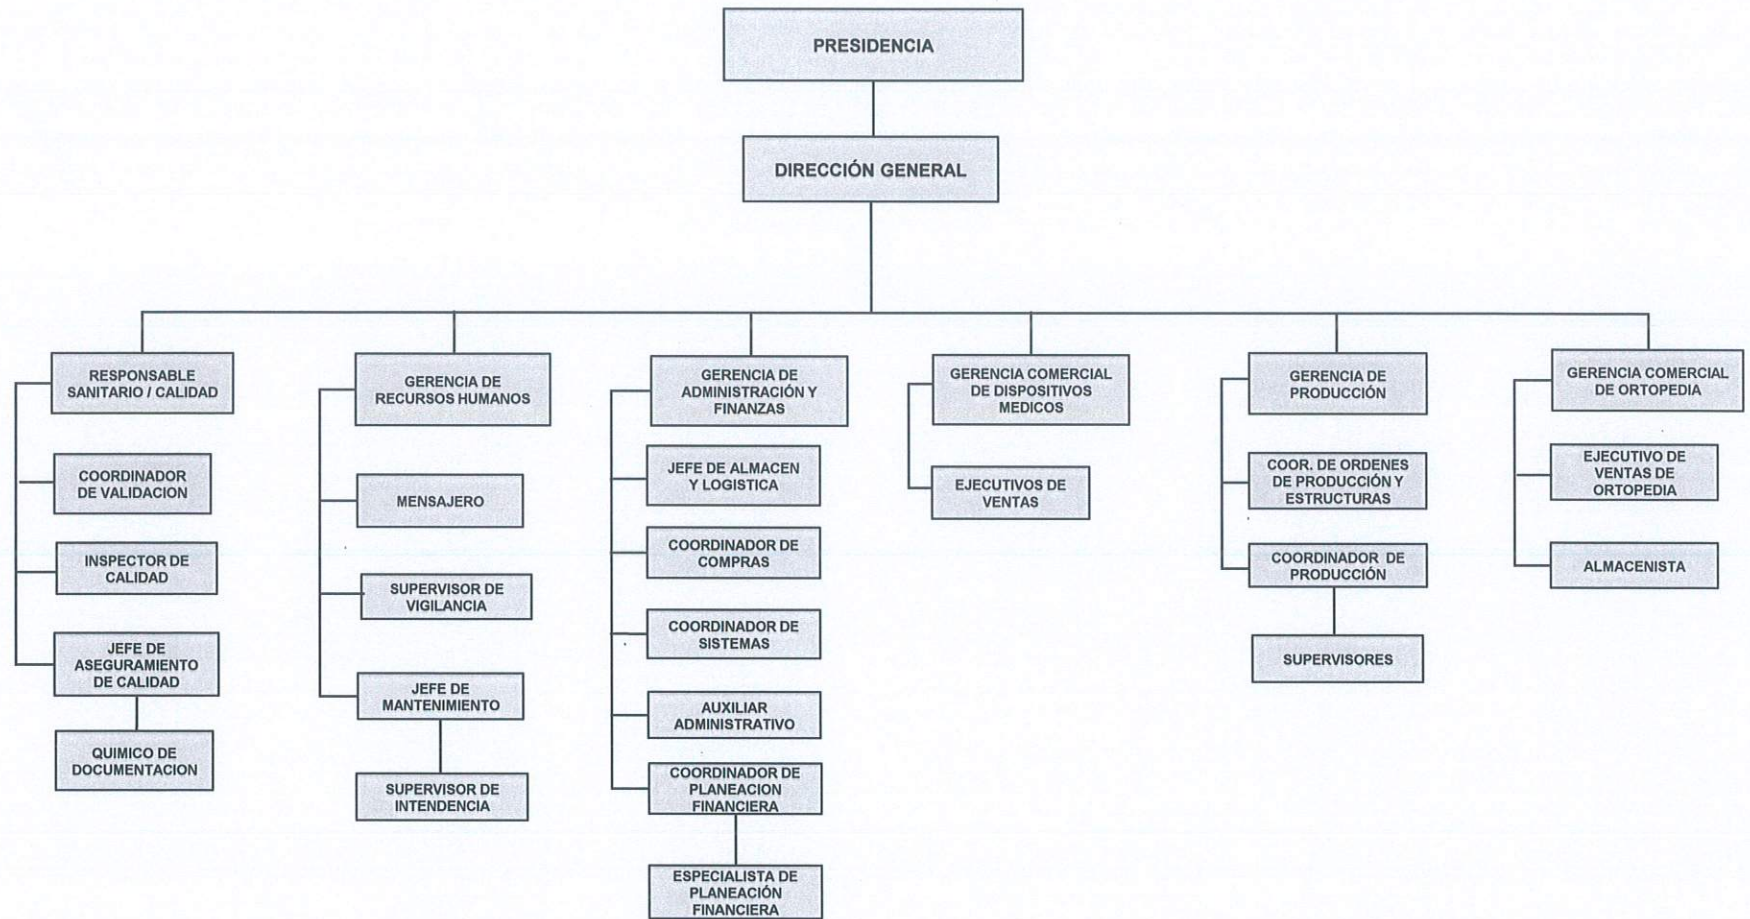 PRESIDENCIA
DIRECCIÓN GENERAL
RESPONSABLE
SANITARIO / CALIDAD
COORDINADOR
DE VALIDACION
INSPECTOR DE
CALIDAD
JEFE DE
ASEGURAMIENTO
DE CALIDAD
QUIMICO DE
DOCUMENTACION
GERENCIA DE
RECURSOS HUMANOS
MENSAJERO
SUPERVISOR DE
VIGILANCIA
JEFE DE
MANTENIMIENTO
SUPERVISOR DE
INTENDENCIA
GERENCIA DE
ADMINISTRACIÓN Y
FINANZAS
JEFE DE ALMACEN
Y LOGISTICA
COORDINADOR DE
COMPRAS
COORDINADOR DE
SISTEMAS
AUXILIAR
ADMINISTRATIVO
COORDINADOR DE
PLANEACION
FINANCIERA
ESPECIALISTA DE
PLANEACIÓN
FINANCIERA
GERENCIA COMERCIAL
DE DISPOSITIVOS
MEDICOS
EJECUTIVOS DE
VENTAS
GERENCIA DE
PRODUCCIÓN
COOR. DE ORDENES
DE PRODUCCIÓN Y
ESTRUCTURAS
COORDINADOR DE
PRODUCCIÓN
SUPERVISORES
GERENCIA COMERCIAL
DE ORTOPEDIA
EJECUTIVO DE
VENTAS DE
ORTOPEDIA
ALMACENISTA